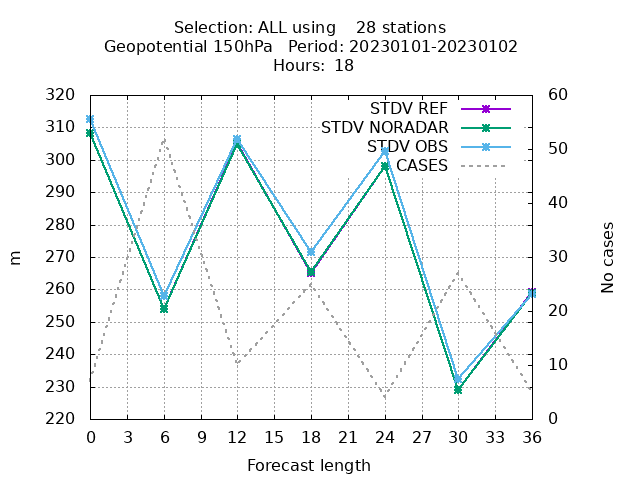 Selection: ALL using    28 stations
Geopotential 150hPa   Period: 20230101-20230102
Hours: 18
STDV REF
STDV NORADAR
STDV OBS
CASES
320
310
300
290
280
270
260
250
240
230
220
m
60
50
40
30
20
10
0
No cases
0 3 6 9 12 15 18 21 24 27 30 33 36
Forecast length